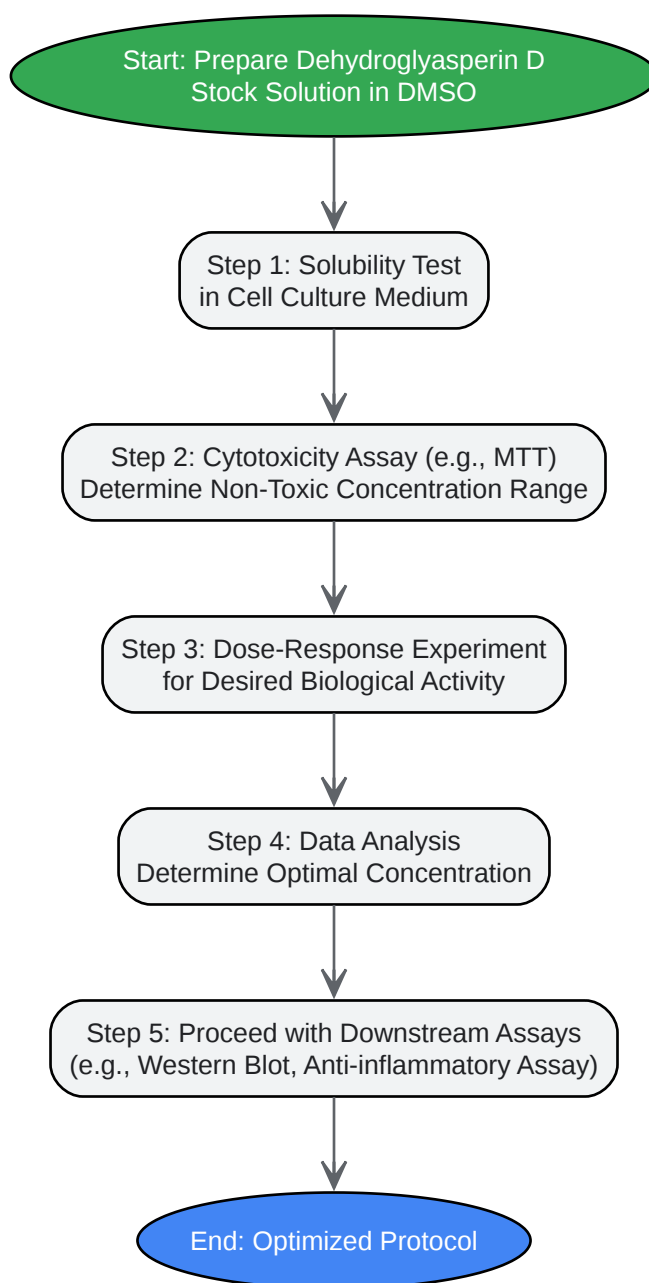 Start: Prepare Dehydroglyasperin D
Stock Solution in DMSO
Step 1: Solubility Test
in Cell Culture Medium
Step 2: Cytotoxicity Assay (e.g., MTT)
Determine Non-Toxic Concentration Range
Step 3: Dose-Response Experiment
for Desired Biological Activity
Step 4: Data Analysis
Determine Optimal Concentration
Step 5: Proceed with Downstream Assays
(e.g., Western Blot, Anti-inflammatory Assay)
End: Optimized Protocol